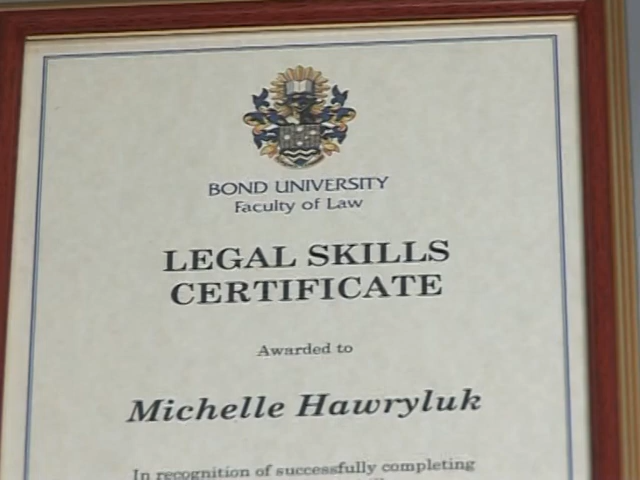 BOND UNIVERSITY
Faculty of Law
LEGAL SKILLS
CERTIFICATE
Awarded to
Michelle Hawryluk
In recognition of successfully completing